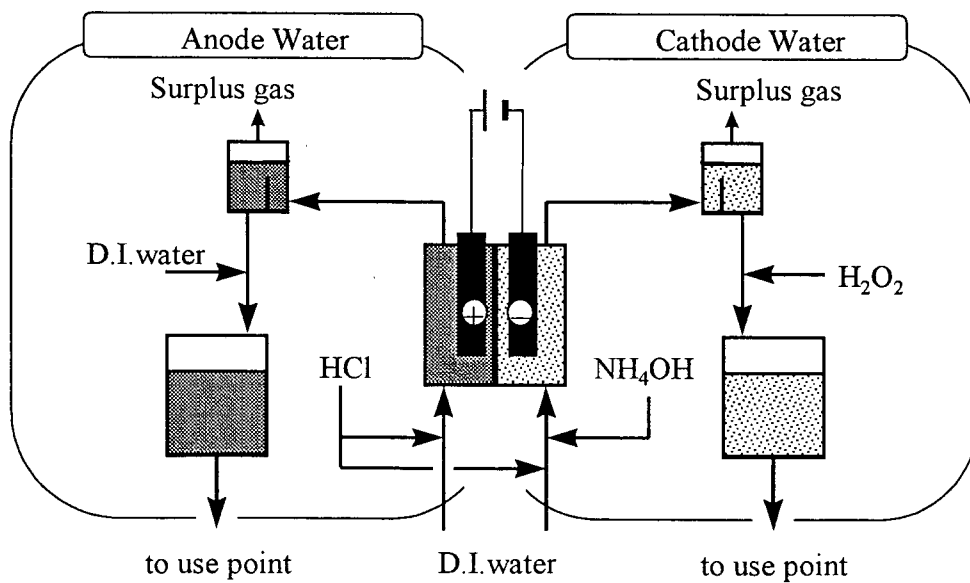 Anode Water
Cathode Water
Surplus gas
Surplus gas
D.I.water
H₂O₂
+
−
HCl
NH₄OH
to use point
D.I.water
to use point